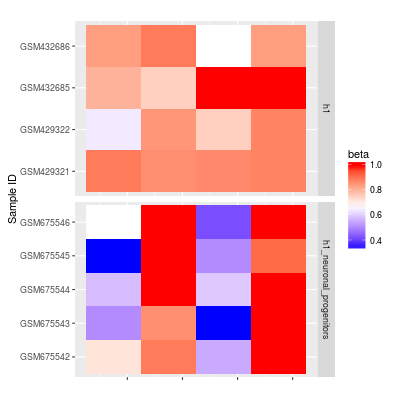 GSM432686
GSM432685
GSM429322
GSM429321
h1
GSM675546
GSM675545
GSM675544
GSM675543
GSM675542
h1_neuronal_progenitors
Sample ID
beta
1.0
0.8
0.6
0.4